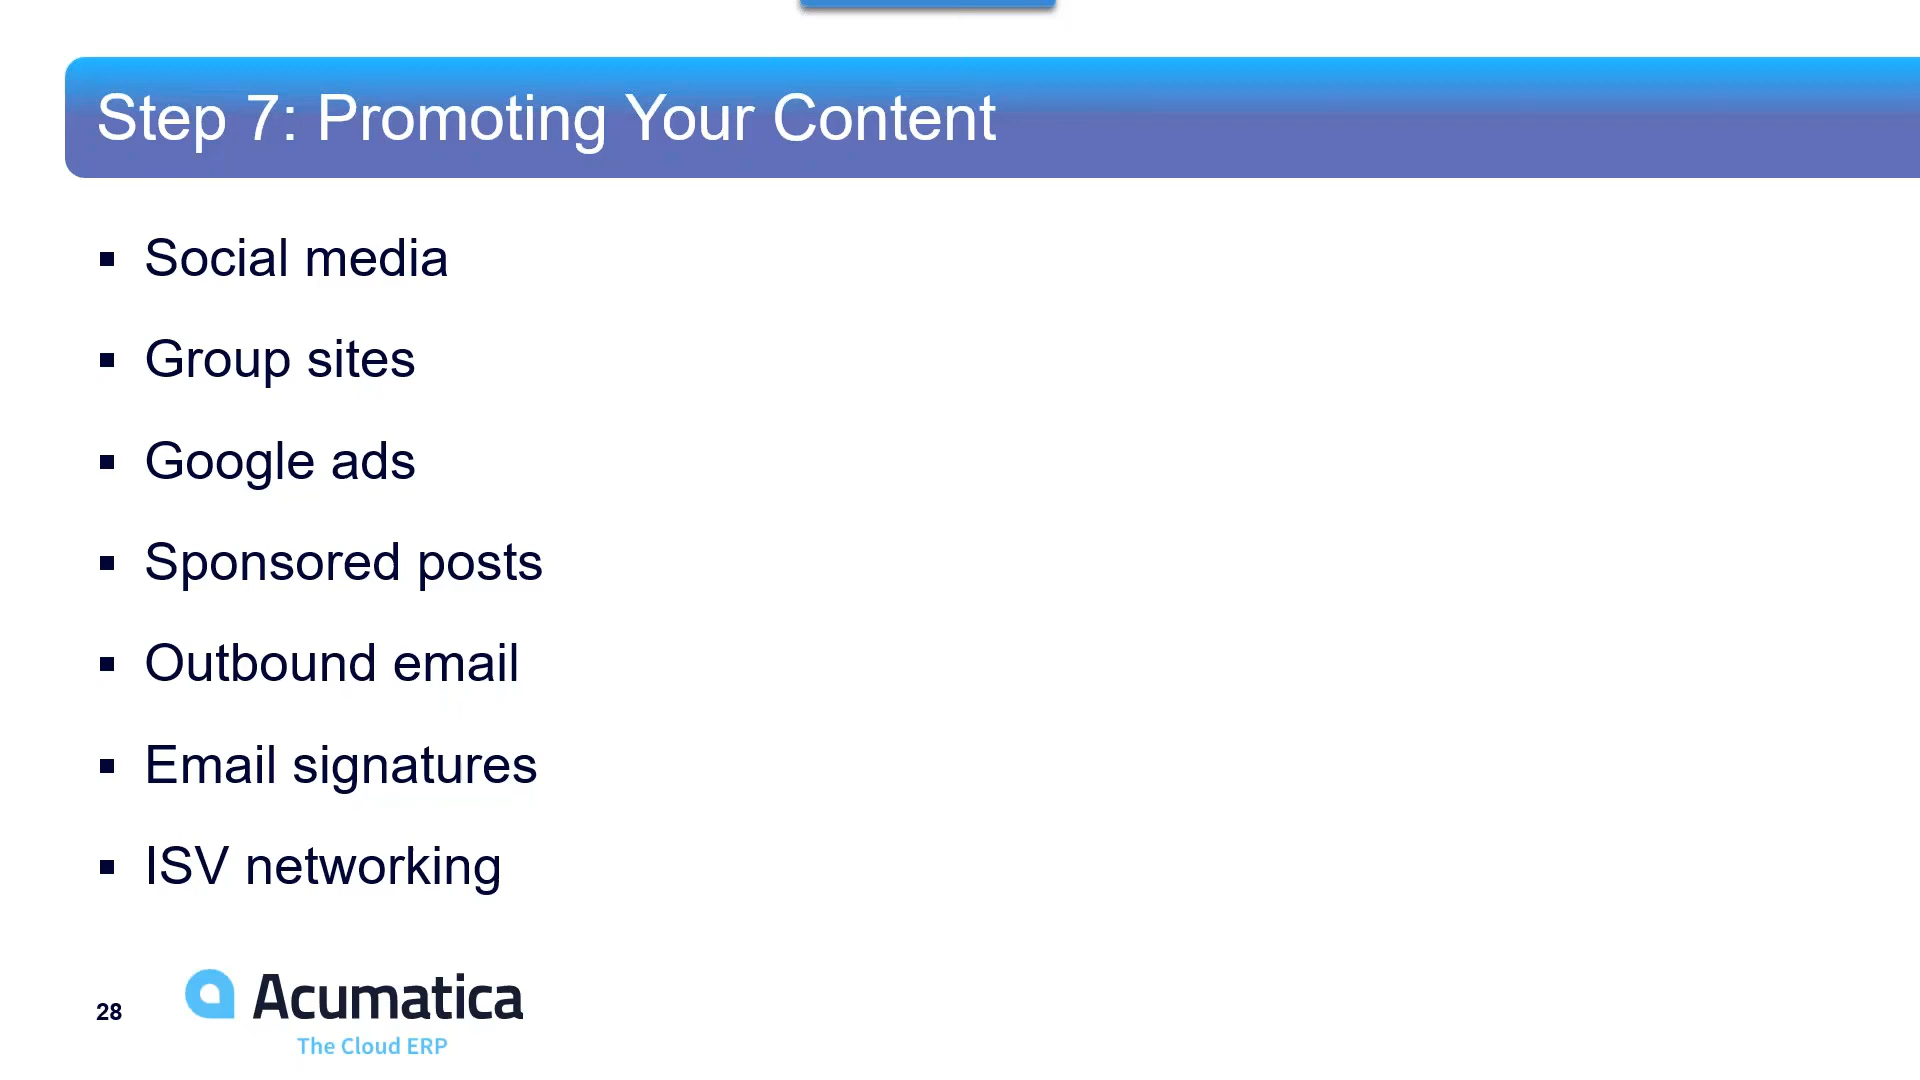 Step 7: Promoting Your Content
▪ Social media
▪ Group sites
▪ Google ads
▪ Sponsored posts
▪ Outbound email
▪ Email signatures
▪ ISV networking
28
Acumatica
The Cloud ERP